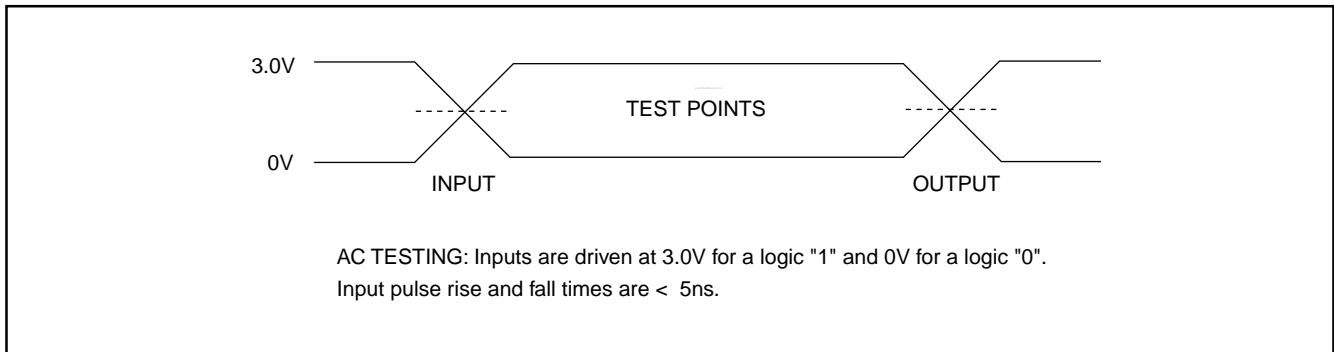 3.0V
TEST POINTS
0V
INPUT
OUTPUT
AC TESTING: Inputs are driven at 3.0V for a logic "1" and 0V for a logic "0".
Input pulse rise and fall times are < 5ns.